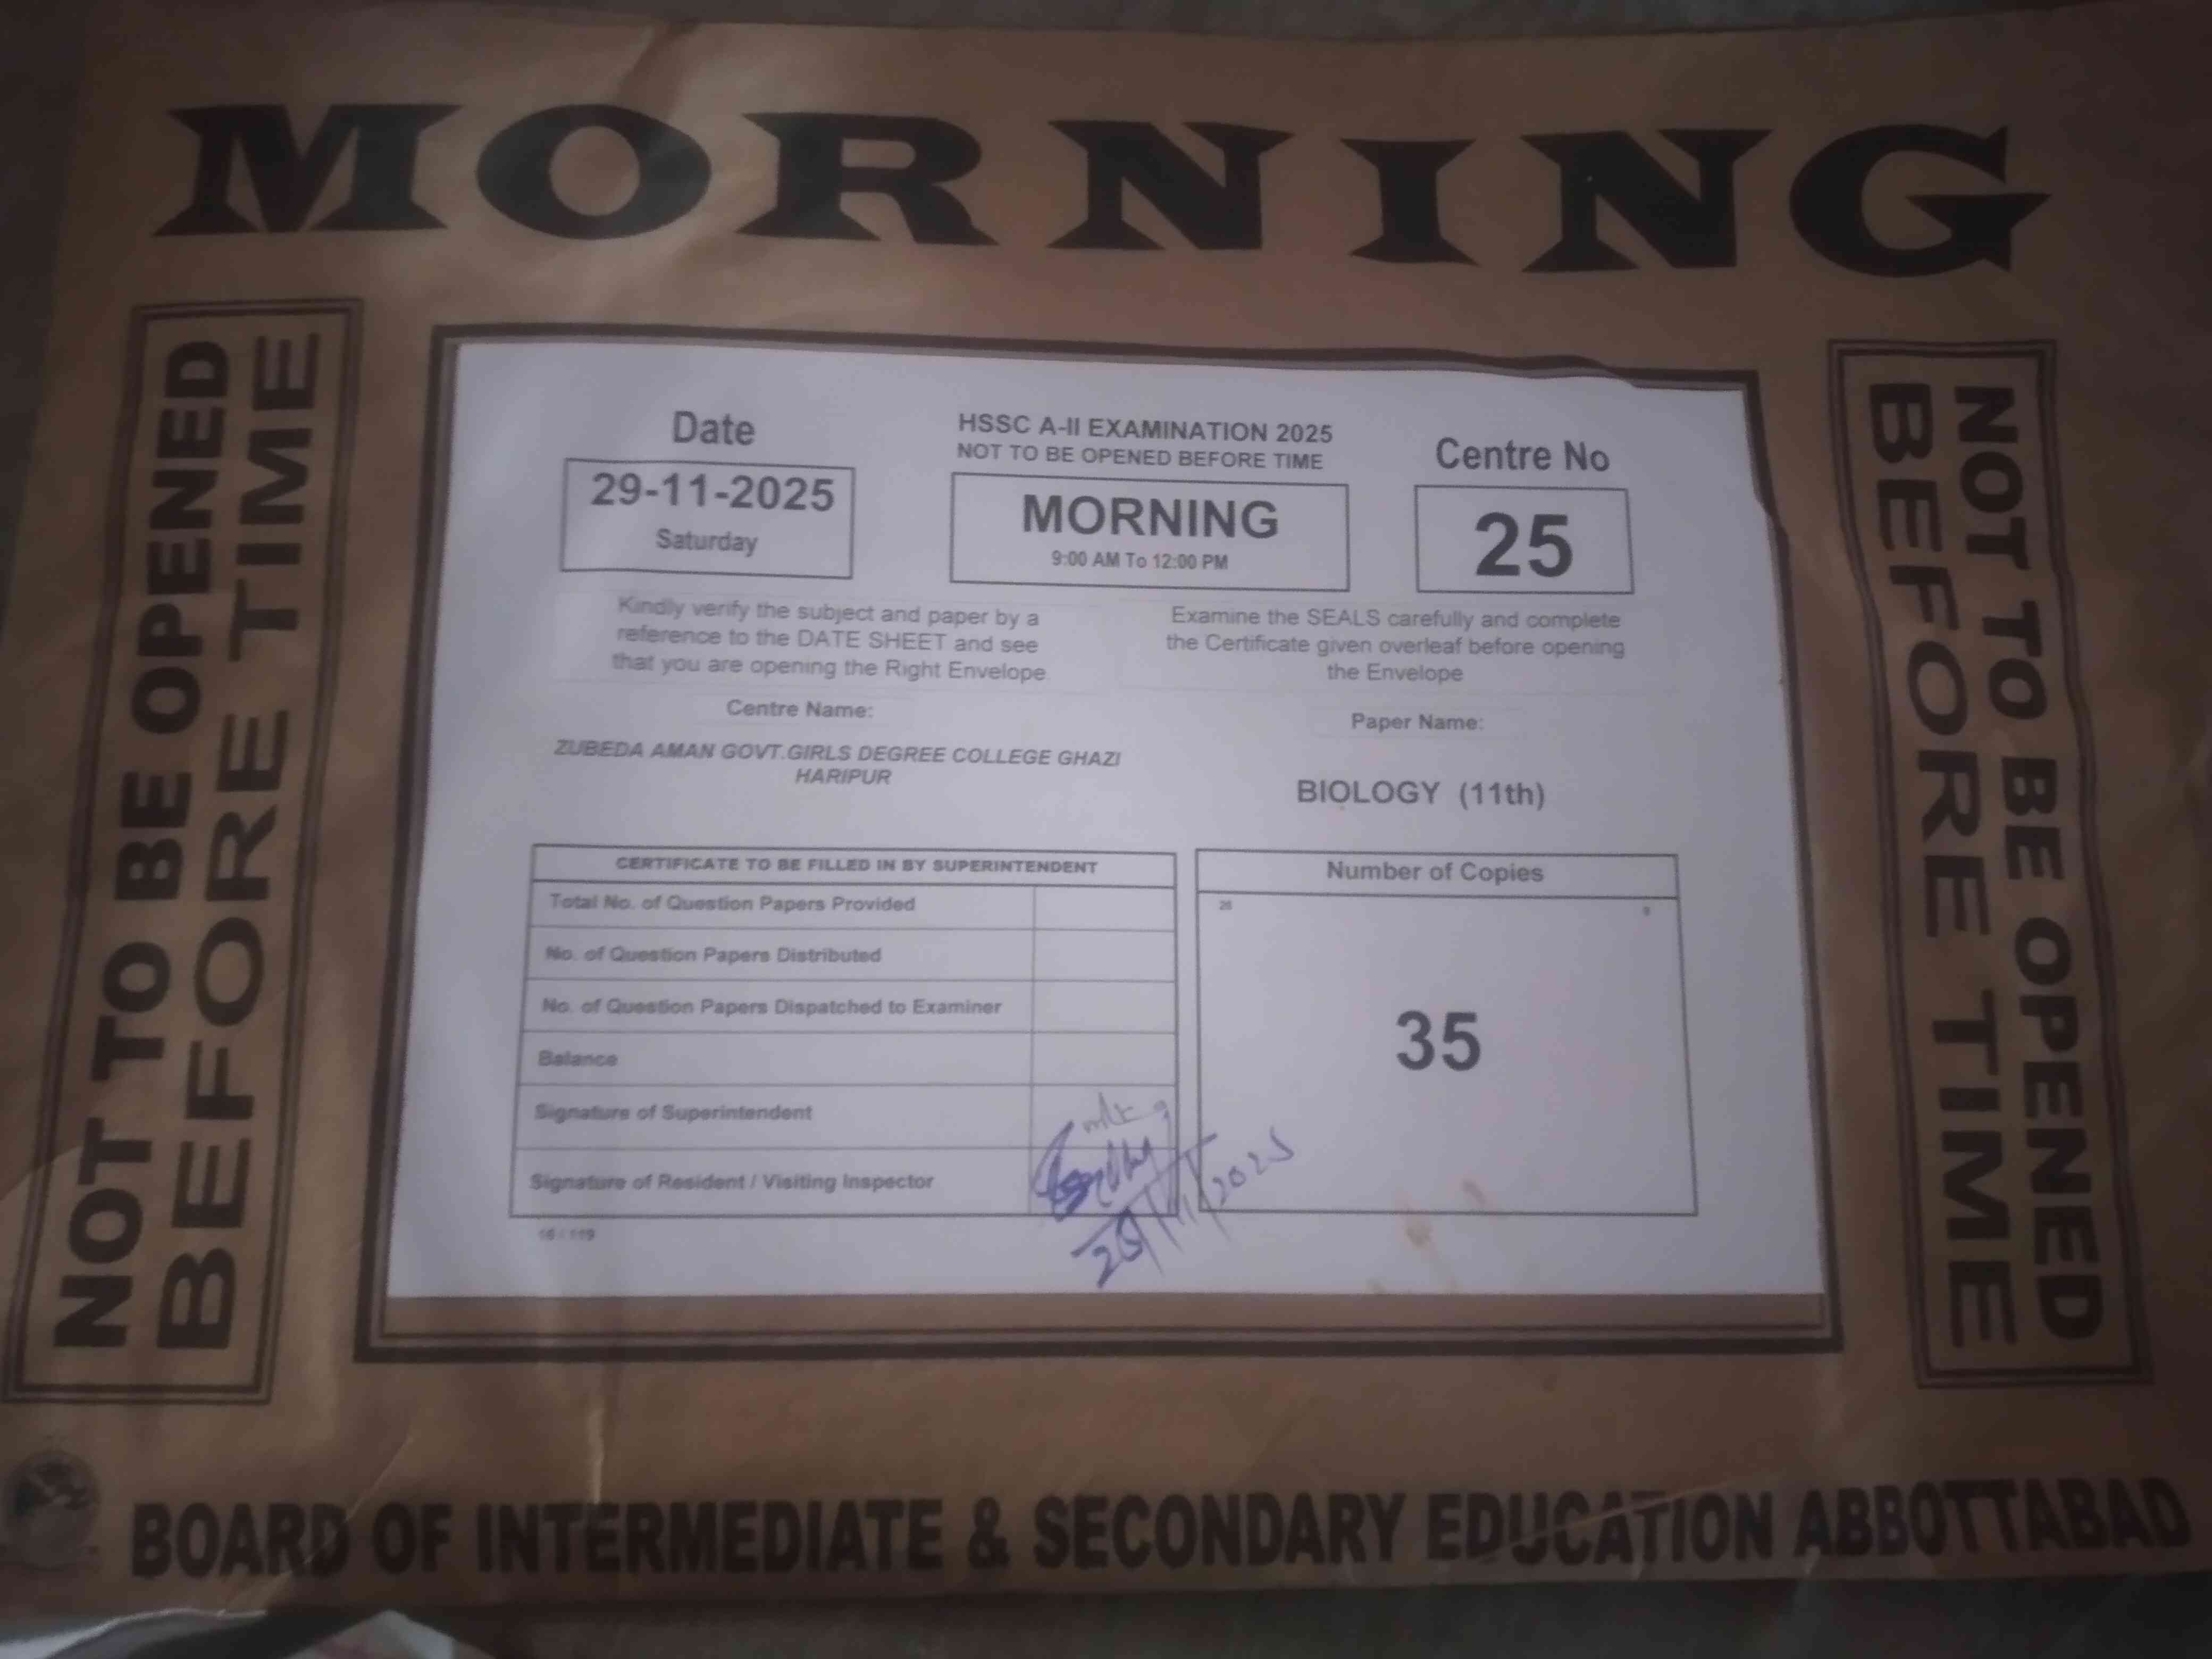 MORNING
NOT TO BE OPENED
BEFORE TIME
Date
29-11-2025
Saturday
HSSC A-II EXAMINATION 2025
NOT TO BE OPENED BEFORE TIME
MORNING
9:00 AM To 12:00 PM
Centre No
25
Kindly verify the subject and paper by a
reference to the DATE SHEET and see
that you are opening the Right Envelope
Examine the SEALS carefully and complete
the Certificate given overleaf before opening
the Envelope
Centre Name:
ZUBEDA AMAN GOVT.GIRLS DEGREE COLLEGE GHAZI
HARIPUR
Paper Name:
BIOLOGY (11th)
CERTIFICATE TO BE FILLED IN BY SUPERINTENDENT
Total No. of Question Papers Provided
No. of Question Papers Distributed
No. of Question Papers Dispatched to Examiner
Balance
Signature of Superintendent
Signature of Resident / Visiting Inspector
Number of Copies
35
NOT TO BE OPENED
BEFORE TIME
BOARD OF INTERMEDIATE & SECONDARY EDUCATION ABBOTTABAD